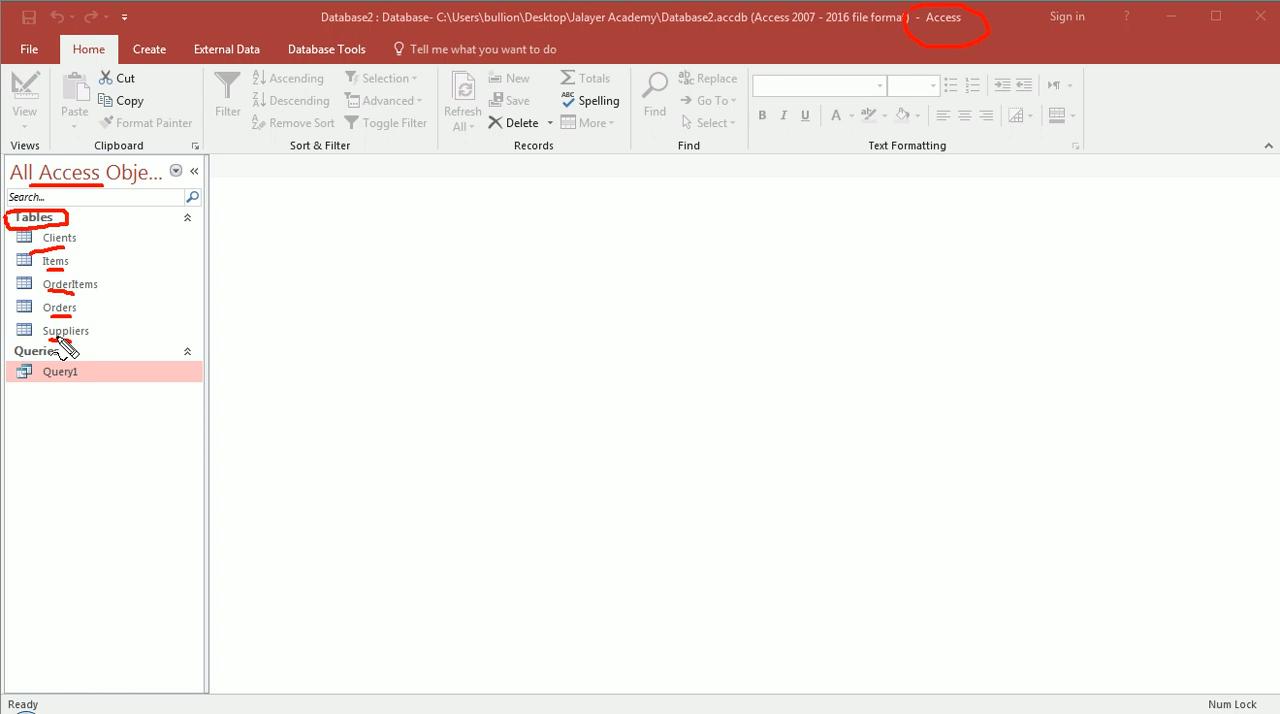 Database2 : Database- C:\Users\bullion\Desktop\Jalayer Academy\Database2.accdb (Access 2007 - 2016 file format) - Access
Sign in
?
File Home Create External Data Database Tools Tell me what you want to do
View
Views
Paste
Cut
Copy
Format Painter
Clipboard
Filter
Ascending
Descending
Remove Sort
Selection
Advanced
Toggle Filter
Sort & Filter
Refresh
All
New
Save
Delete
Totals
Spelling
More
Records
Find
Replace
Go To
Select
Find
B I U A
Text Formatting
All Access Obje...
Search...
Tables
Clients
Items
OrderItems
Orders
Suppliers
Query1
Ready
Num Lock